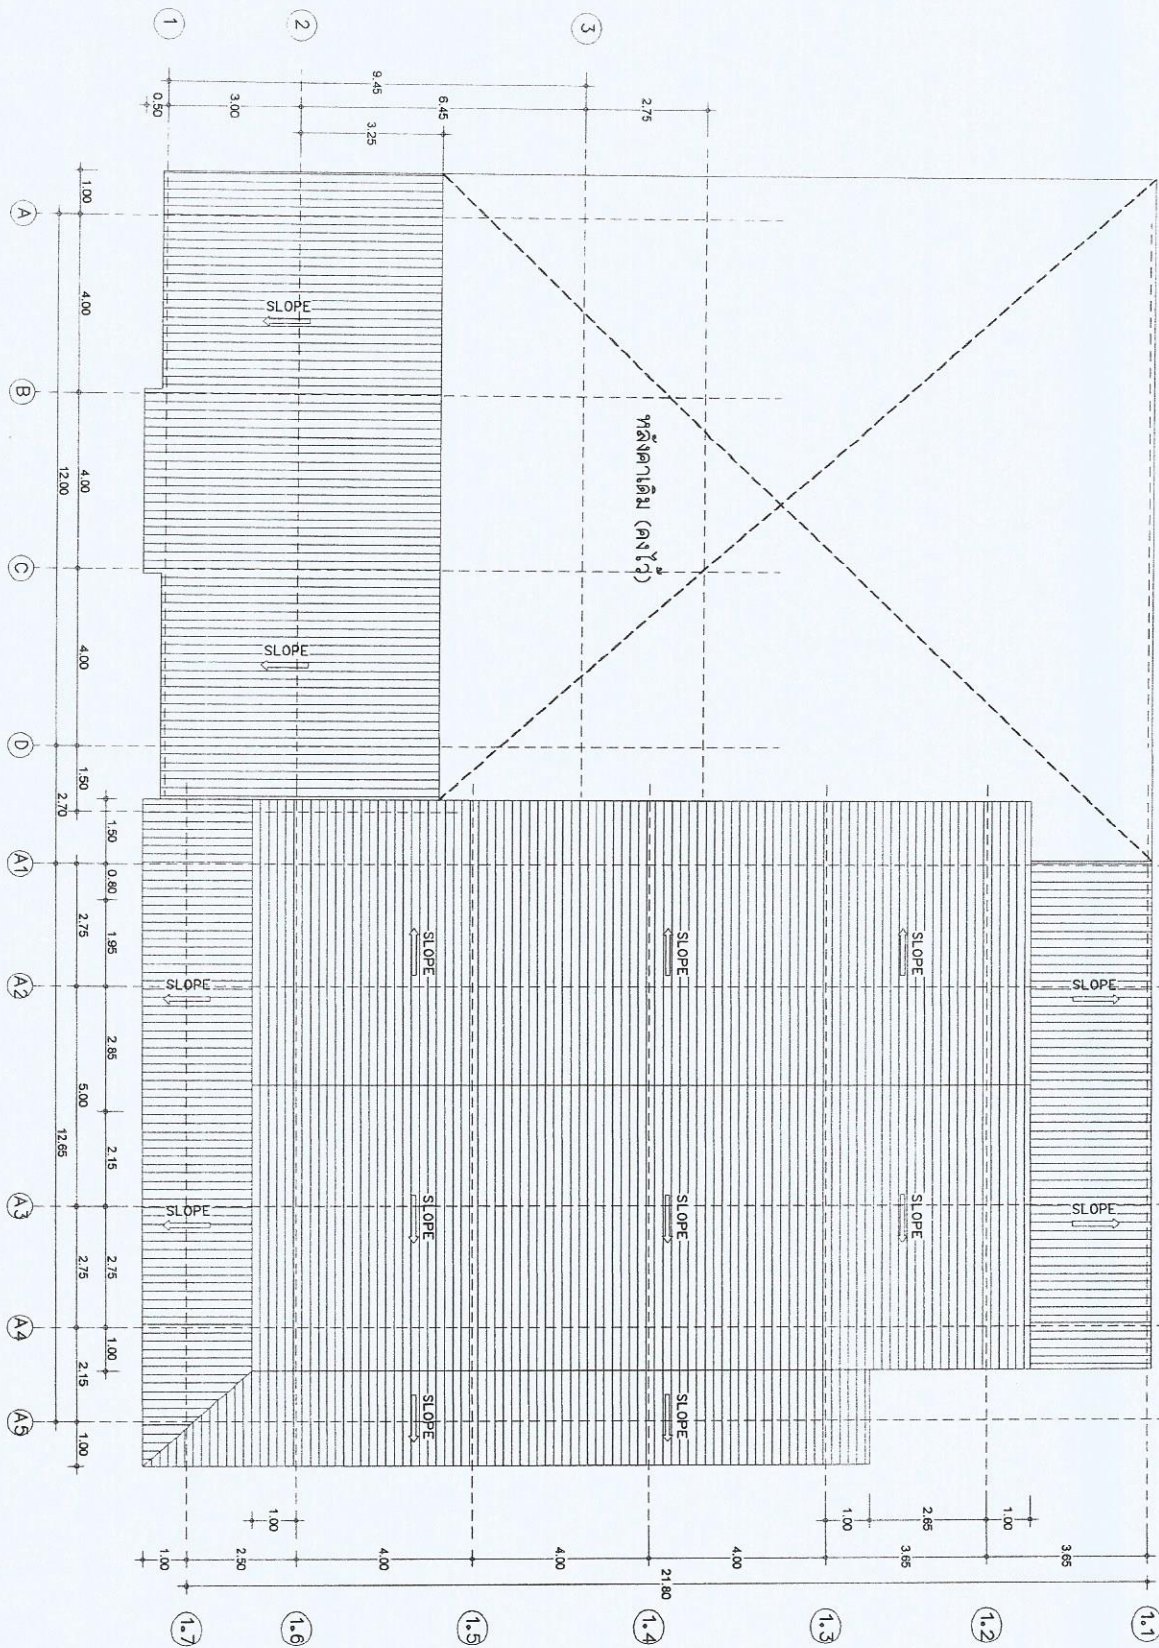 1
2
3
9.45
0.50
3.00
6.45
2.75
3.25
1.00
A
4.00
SLOPE
B
หลังคาเดิม (คงไว้)
12.00
4.00
C
4.00
SLOPE
D
1.50
2.70
1.50
A1
0.80
2.75
1.95
SLOPE
SLOPE
SLOPE
A2
SLOPE
SLOPE
2.85
5.00
12.65
2.15
A3
SLOPE
SLOPE
SLOPE
SLOPE
SLOPE
2.75
2.75
A4
1.00
2.15
SLOPE
SLOPE
A5
1.00
1.00
1.00
2.65
1.00
1.00
2.50
4.00
4.00
4.00
3.65
3.65
21.80
1.7
1.6
1.5
1.4
1.3
1.2
1.1